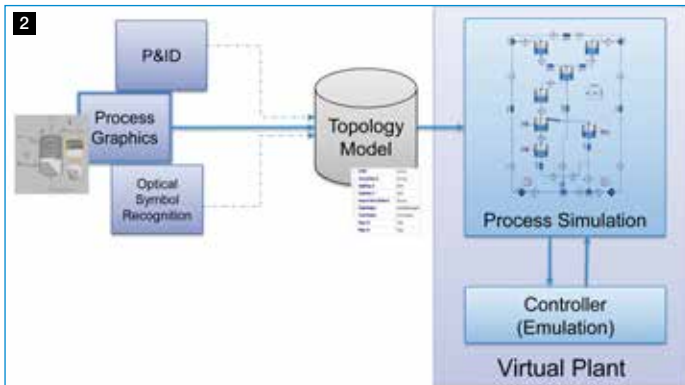 2
P&ID
Process
Graphics
Optical
Symbol
Recognition
Topology
Model
Process Simulation
Controller
(Emulation)
Virtual Plant